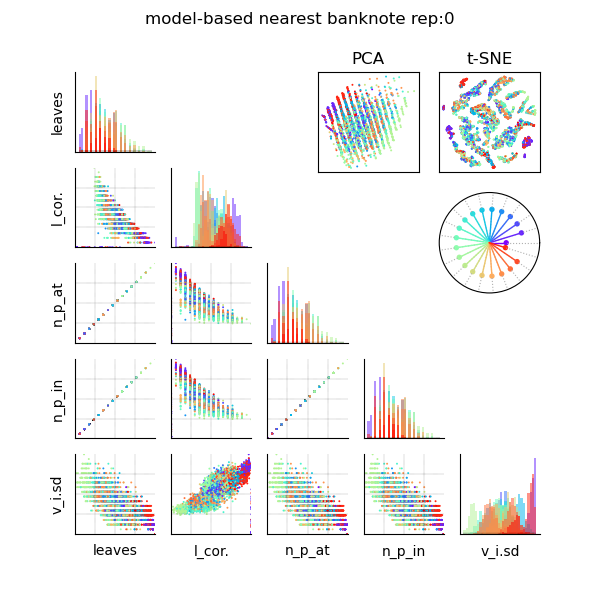 model-based nearest banknote rep:0
PCA
t-SNE
leaves
l_cor.
n_p_at
n_p_in
v_i.sd
leaves
l_cor.
n_p_at
n_p_in
v_i.sd